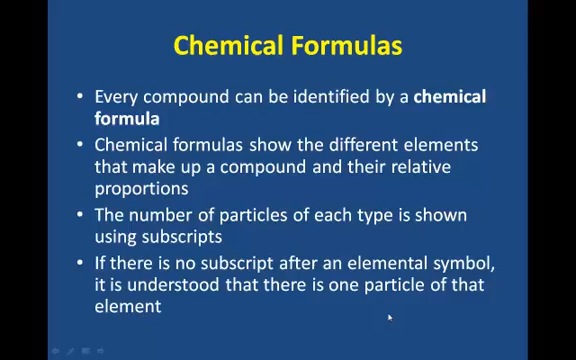 Chemical Formulas
• Every compound can be identified by a chemical
formula
• Chemical formulas show the different elements
that make up a compound and their relative
proportions
• The number of particles of each type is shown
using subscripts
• If there is no subscript after an elemental symbol,
it is understood that there is one particle of that
element